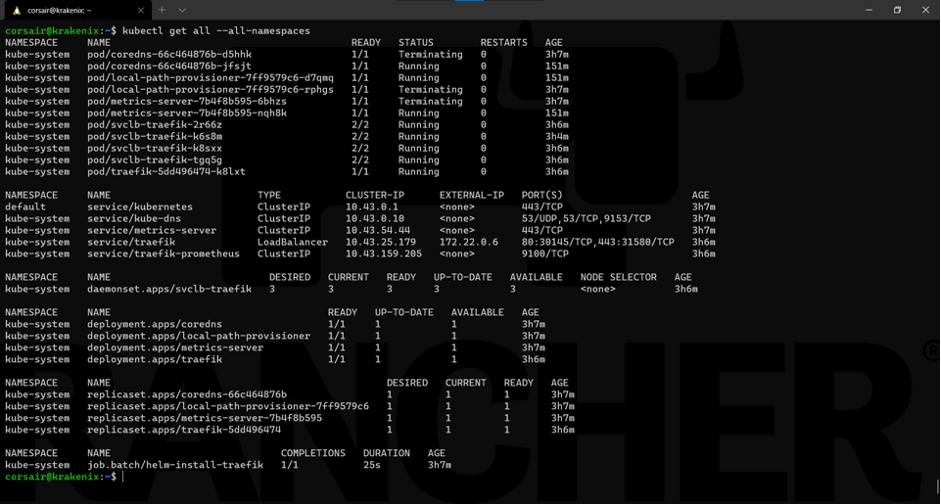 corsair@krakenix: ~
corsair@krakenix:~$ kubectl get all --all-namespaces
NAMESPACE NAME READY STATUS RESTARTS AGE
kube-system pod/coredns-66c464876b-d5hhk 1/1 Terminating 0 3h7m
kube-system pod/coredns-66c464876b-jfsjt 1/1 Running 0 151m
kube-system pod/local-path-provisioner-7ff9579c6-d7qmq 1/1 Running 0 151m
kube-system pod/local-path-provisioner-7ff9579c6-rphgs 1/1 Terminating 0 3h7m
kube-system pod/metrics-server-7b4f8b595-6bhzs 1/1 Terminating 0 3h7m
kube-system pod/metrics-server-7b4f8b595-nqh8k 1/1 Running 0 151m
kube-system pod/svclb-traefik-2r66z 2/2 Running 0 3h6m
kube-system pod/svclb-traefik-k6s8m 2/2 Running 0 3h4m
kube-system pod/svclb-traefik-k8sxx 2/2 Running 0 3h6m
kube-system pod/svclb-traefik-tgq5g 2/2 Running 0 3h6m
kube-system pod/traefik-5dd496474-k8lxt 1/1 Running 0 3h6m
NAMESPACE NAME TYPE CLUSTER-IP EXTERNAL-IP PORT(S) AGE
default service/kubernetes ClusterIP 10.43.0.1 <none> 443/TCP 3h7m
kube-system service/kube-dns ClusterIP 10.43.0.10 <none> 53/UDP,53/TCP,9153/TCP 3h7m
kube-system service/metrics-server ClusterIP 10.43.54.44 <none> 443/TCP 3h7m
kube-system service/traefik LoadBalancer 10.43.25.179 172.22.0.6 80:30145/TCP,443:31580/TCP 3h6m
kube-system service/traefik-prometheus ClusterIP 10.43.159.205 <none> 9100/TCP 3h6m
NAMESPACE NAME DESIRED CURRENT READY UP-TO-DATE AVAILABLE NODE SELECTOR AGE
kube-system daemonset.apps/svclb-traefik 3 3 3 3 3 <none> 3h6m
NAMESPACE NAME READY UP-TO-DATE AVAILABLE AGE
kube-system deployment.apps/coredns 1/1 1 1 3h7m
kube-system deployment.apps/local-path-provisioner 1/1 1 1 3h7m
kube-system deployment.apps/metrics-server 1/1 1 1 3h7m
kube-system deployment.apps/traefik 1/1 1 1 3h6m
NAMESPACE NAME DESIRED CURRENT READY AGE
kube-system replicaset.apps/coredns-66c464876b 1 1 1 3h7m
kube-system replicaset.apps/local-path-provisioner-7ff9579c6 1 1 1 3h7m
kube-system replicaset.apps/metrics-server-7b4f8b595 1 1 1 3h7m
kube-system replicaset.apps/traefik-5dd496474 1 1 1 3h6m
NAMESPACE NAME COMPLETIONS DURATION AGE
kube-system job.batch/helm-install-traefik 1/1 25s 3h7m
corsair@krakenix:~$
RANCHER®